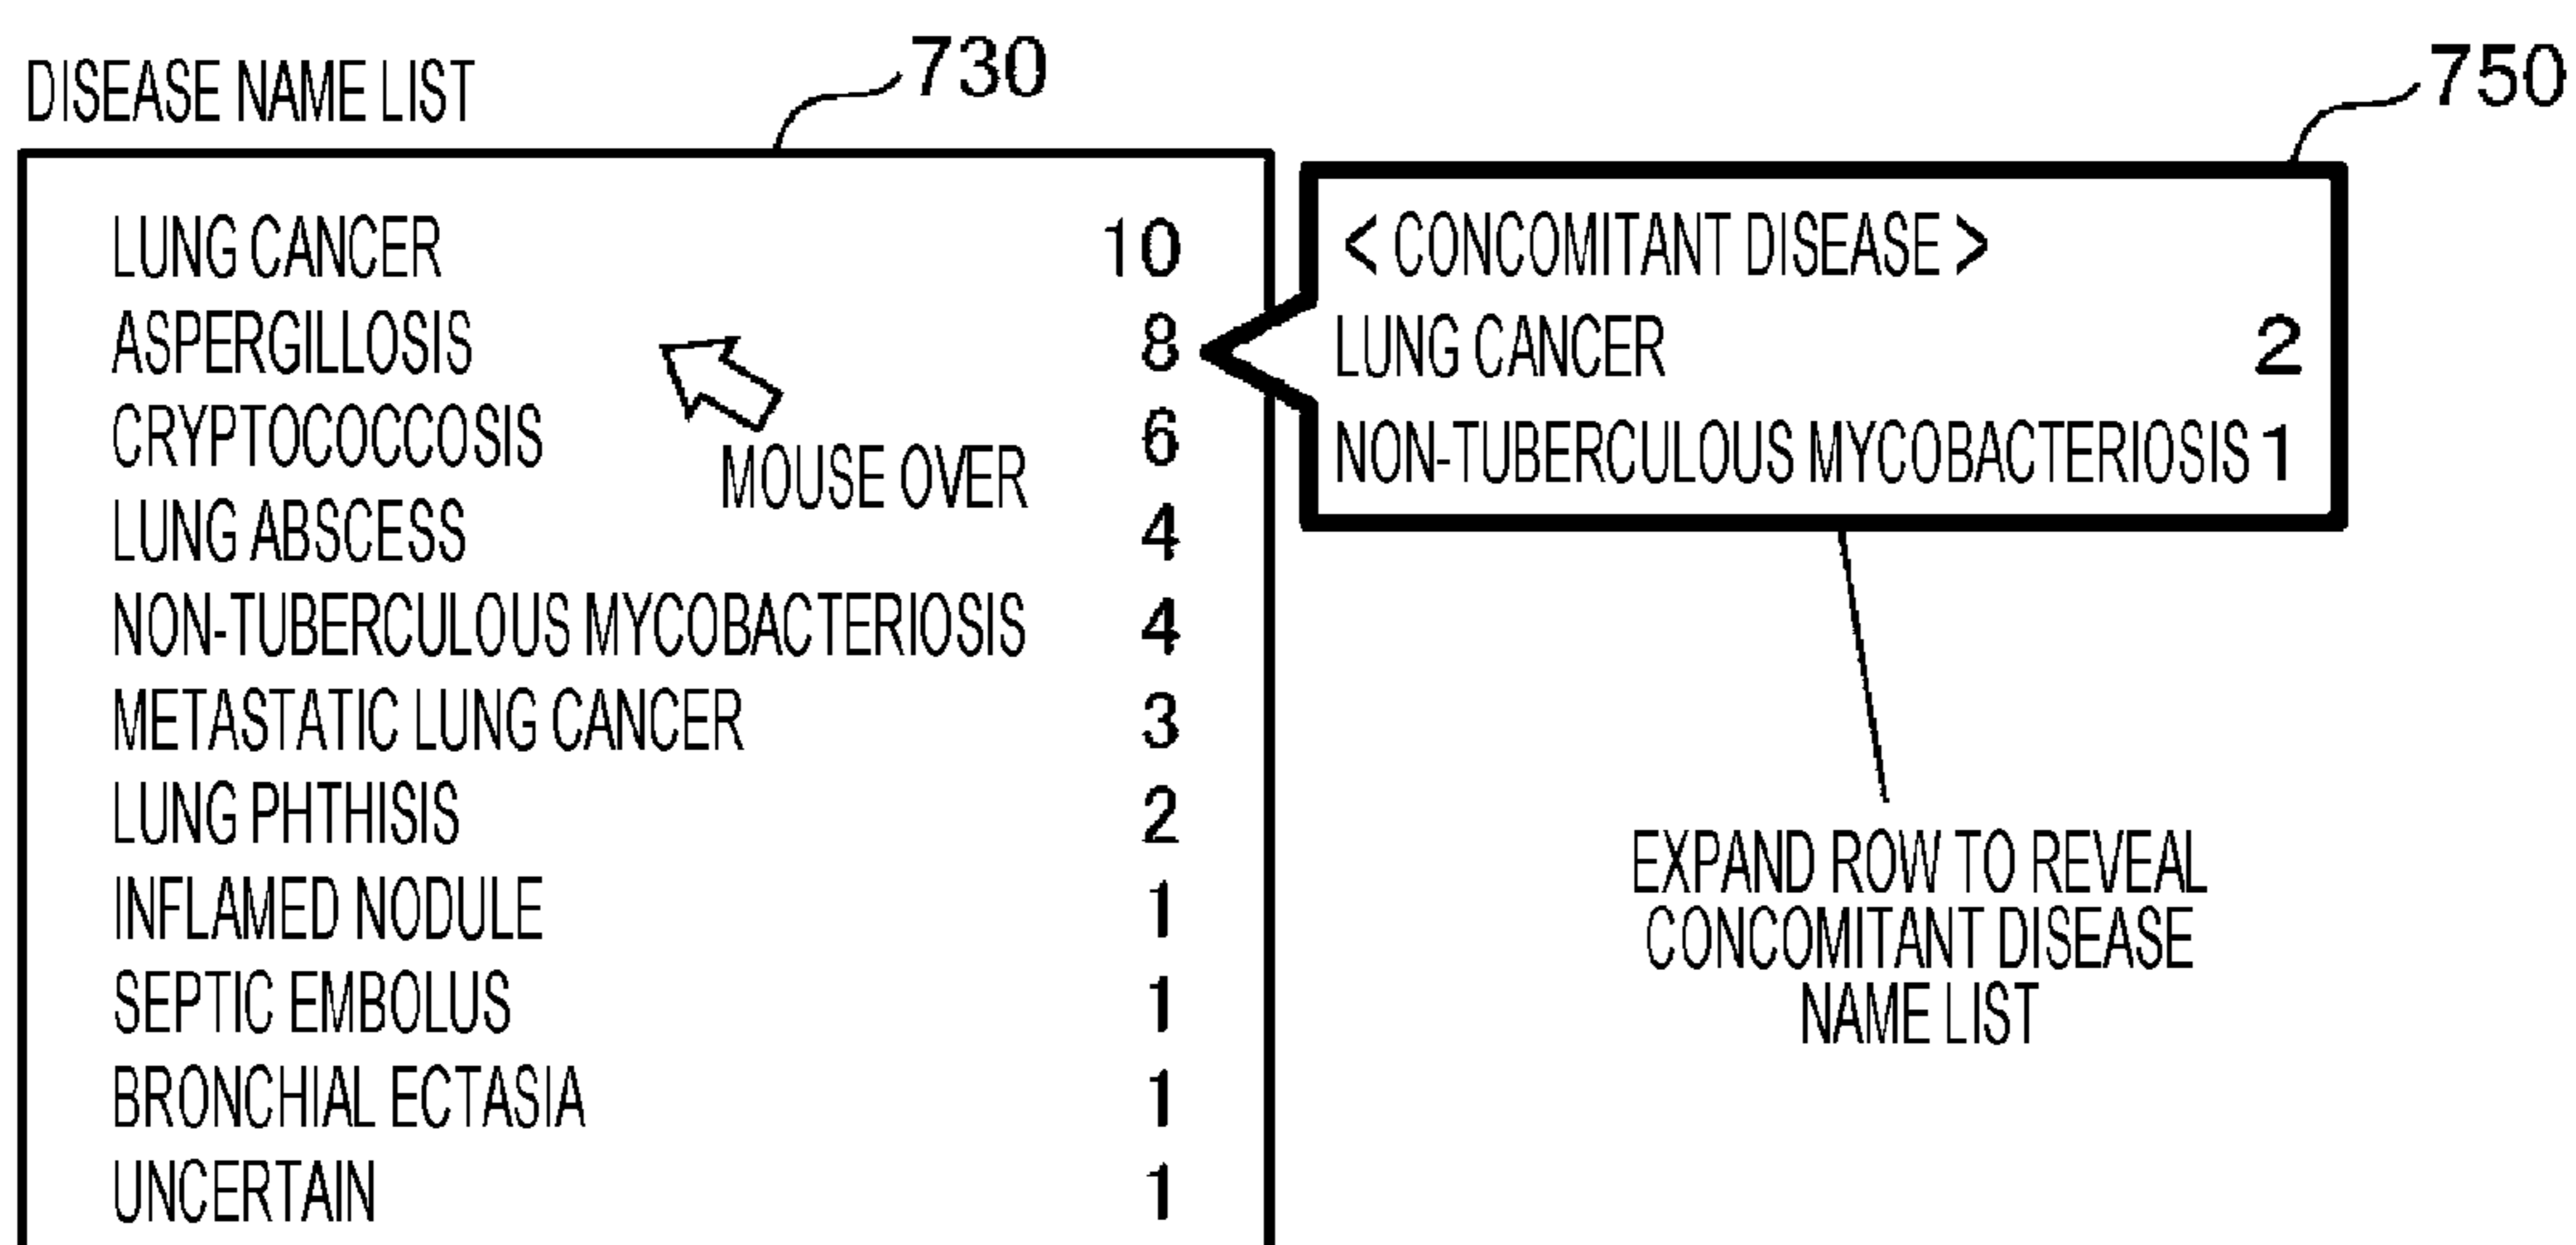 DISEASE NAME LIST
730
750
LUNG CANCER 10
ASPERGILLOSIS 8
CRYPTOCOCCOSIS 6
MOUSE OVER
LUNG ABSCESS 4
NON-TUBERCULOUS MYCOBACTERIOSIS 4
METASTATIC LUNG CANCER 3
LUNG PHTHISIS 2
INFLAMED NODULE 1
SEPTIC EMBOLUS 1
BRONCHIAL ECTASIA 1
UNCERTAIN 1
< CONCOMITANT DISEASE >
LUNG CANCER 2
NON-TUBERCULOUS MYCOBACTERIOSIS 1
EXPAND ROW TO REVEAL
CONCOMITANT DISEASE
NAME LIST